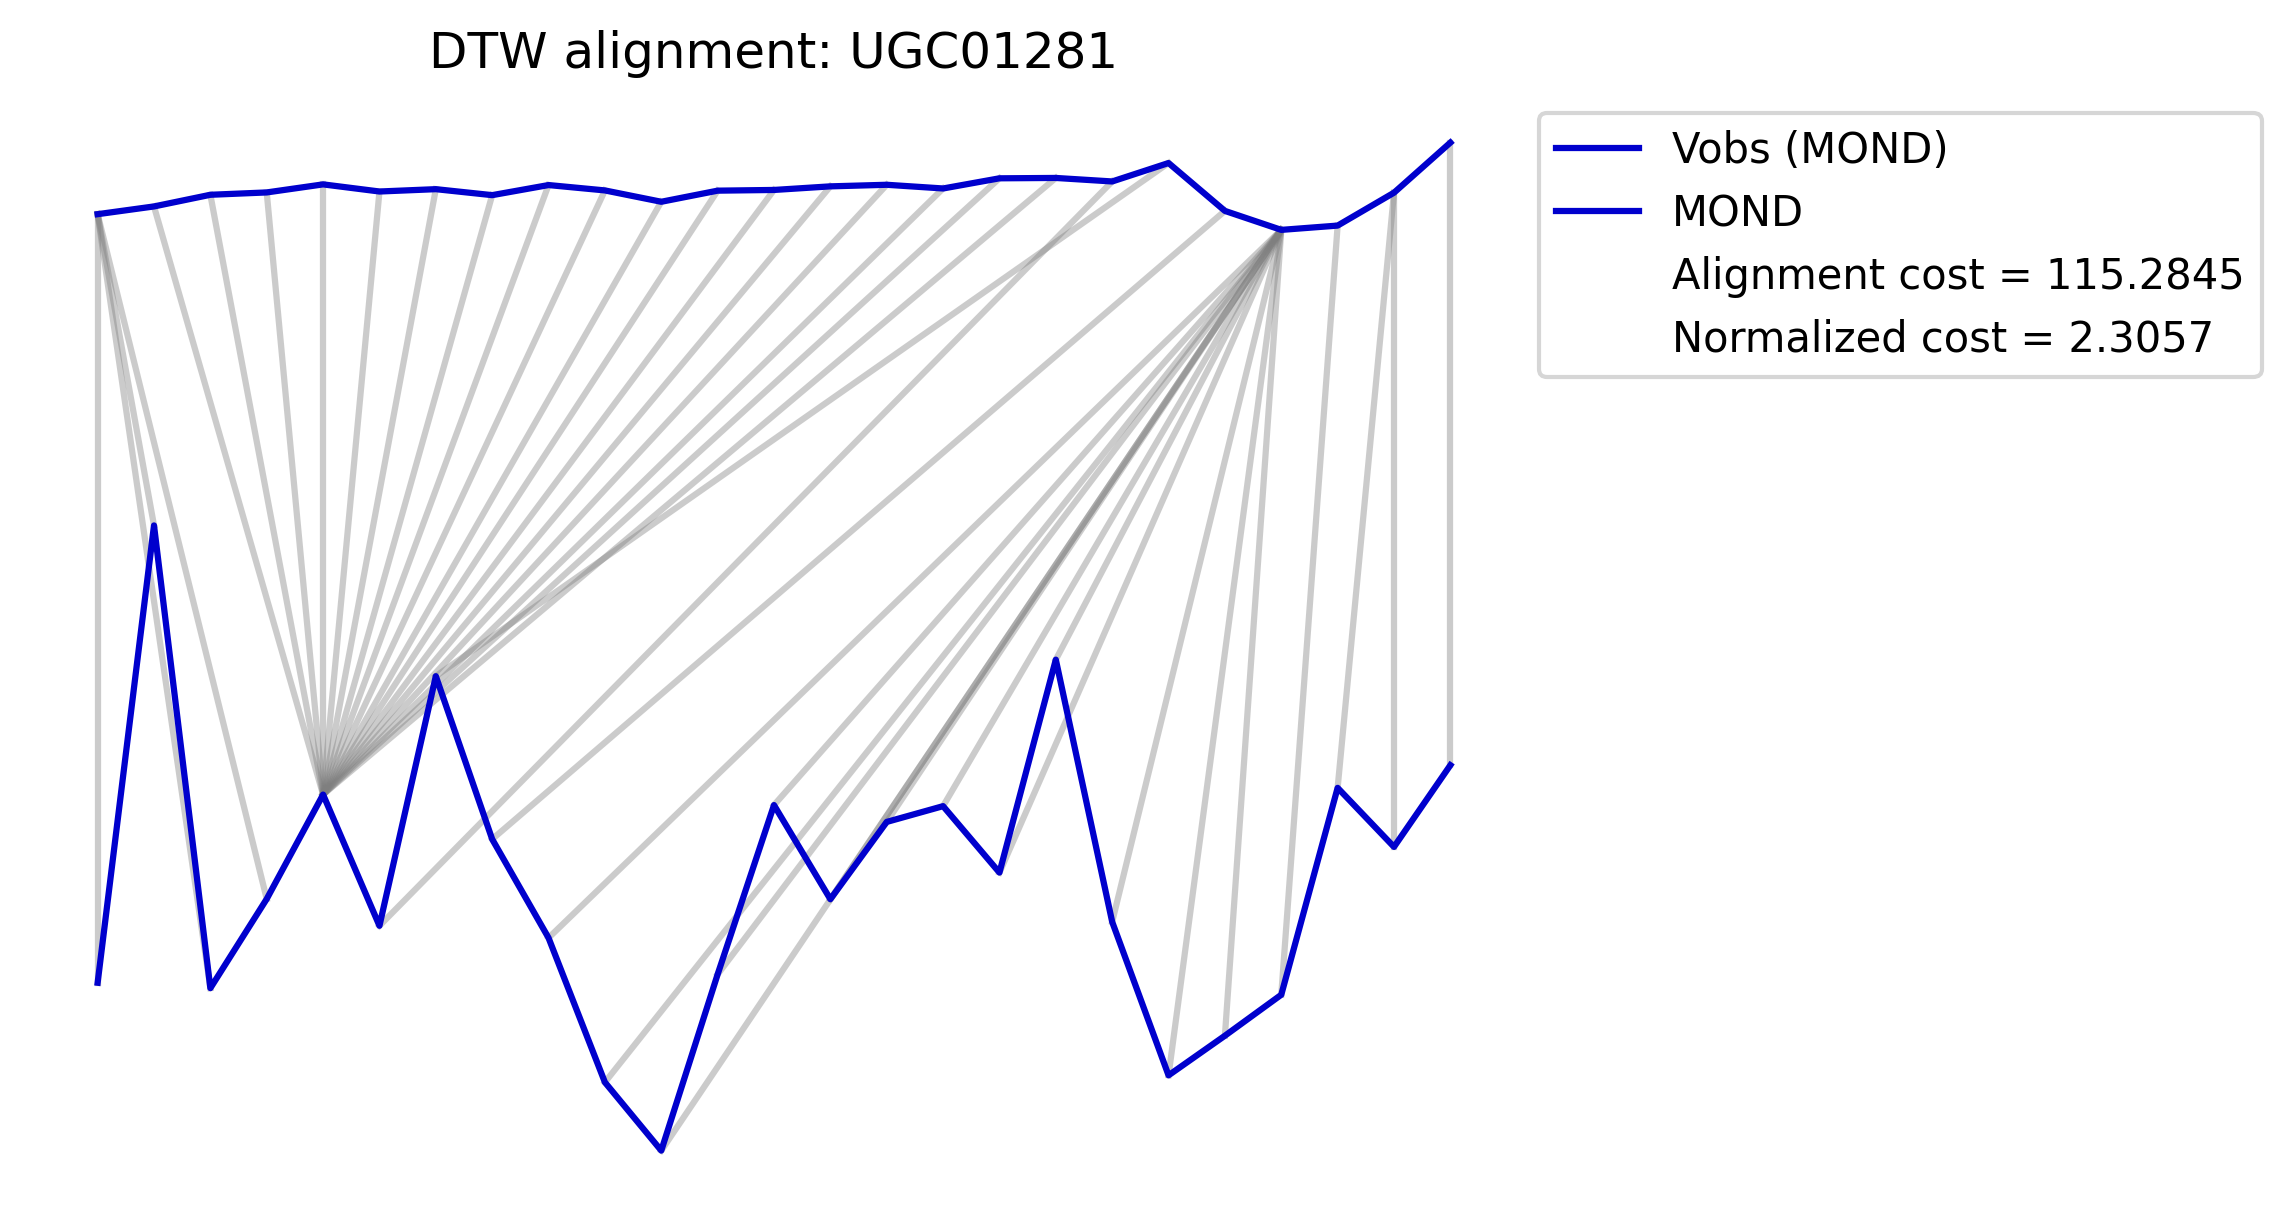 DTW alignment: UGC01281
Vobs (MOND)
MOND
Alignment cost = 115.2845
Normalized cost = 2.3057